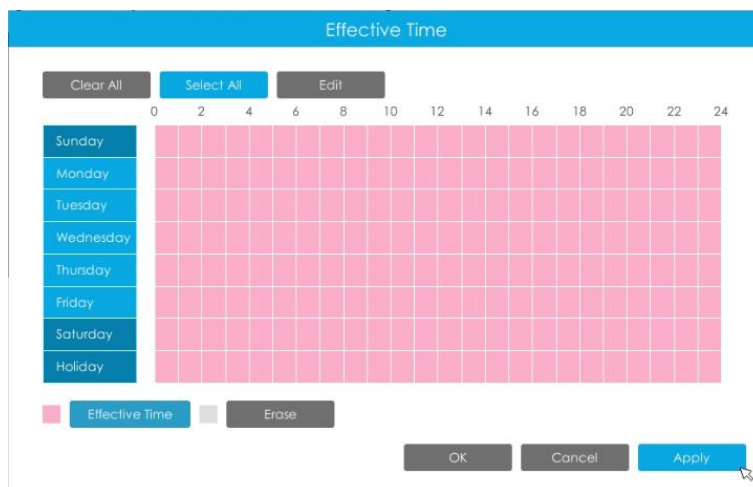 Effective Time
Clear All Select All Edit
0 2 4 6 8 10 12 14 16 18 20 22 24
Sunday
Monday
Tuesday
Wednesday
Thursday
Friday
Saturday
Holiday
Effective Time Erase
OK Cancel Apply